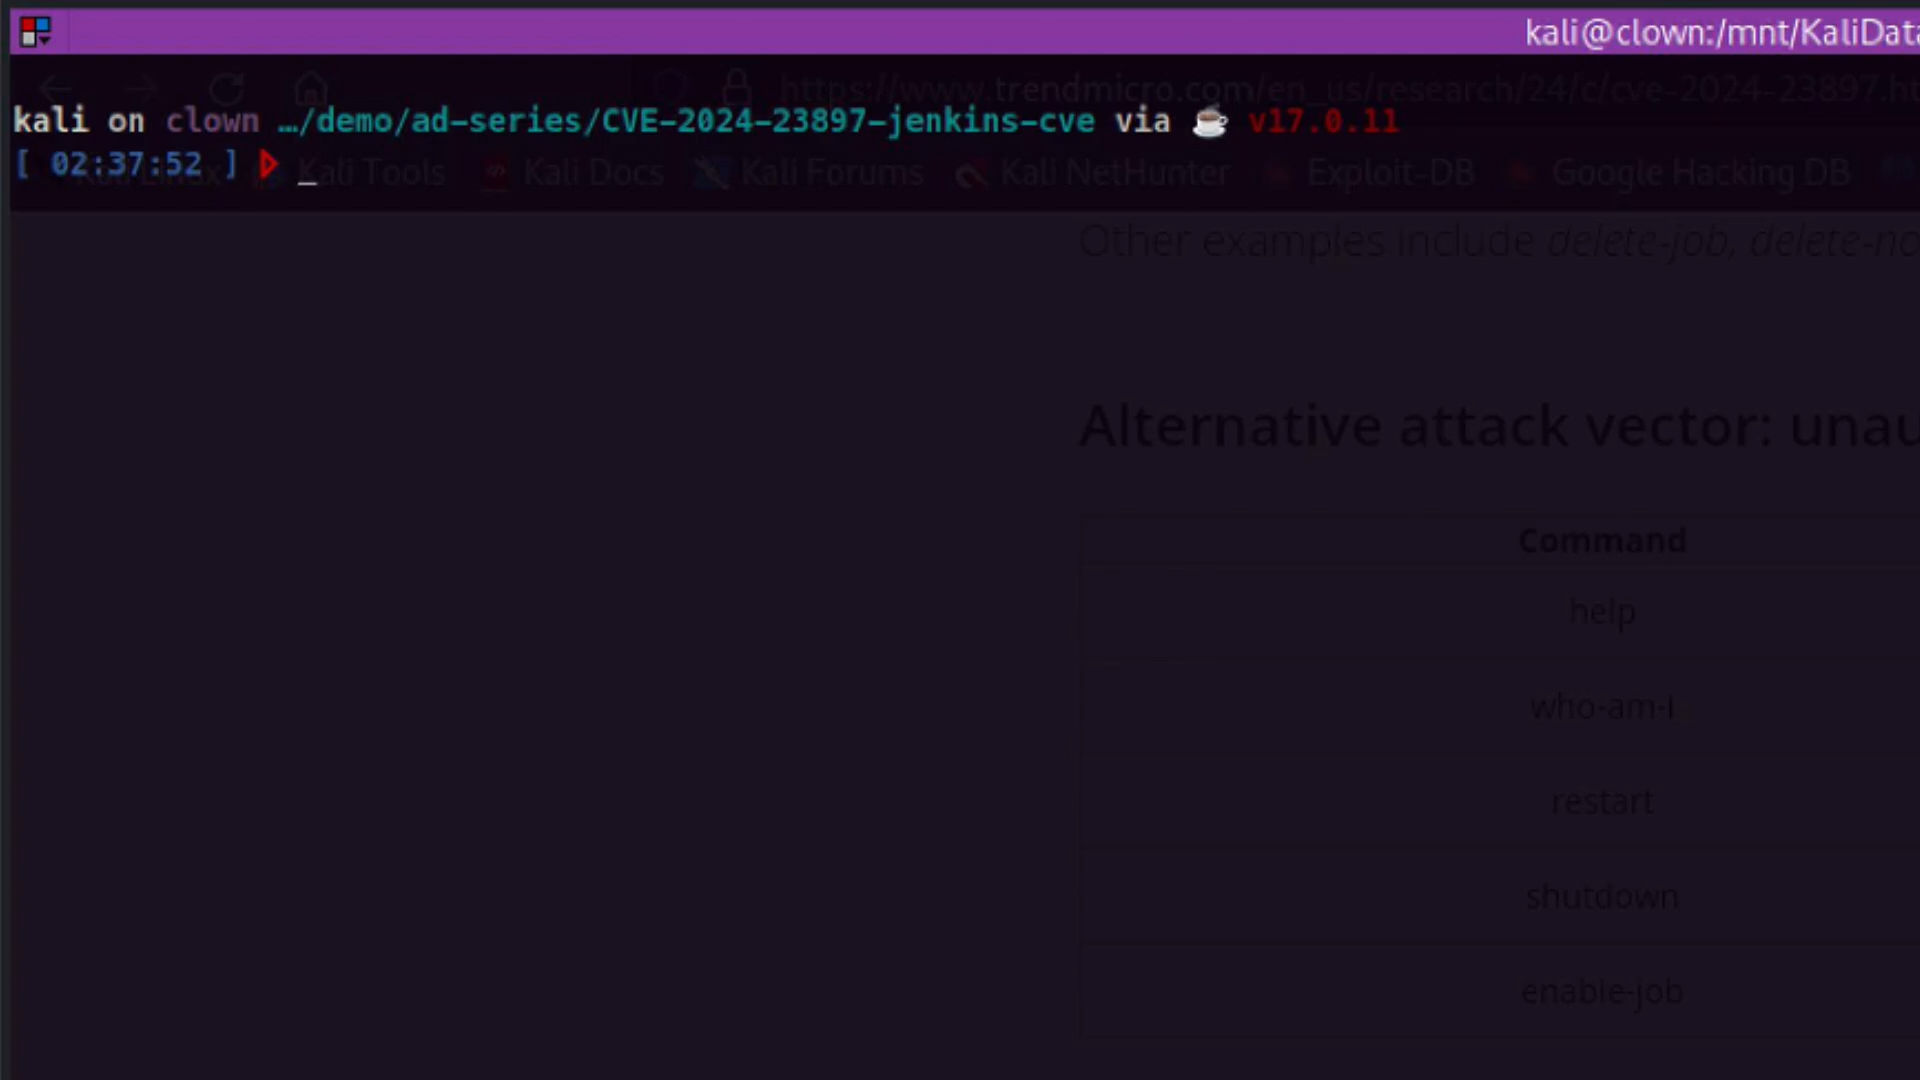 kali@clown:/mnt/KaliData
https://www.trendmicro.com/en_us/research/24/c/cve-2024-23897.ht
kali on clown …/demo/ad-series/CVE-2024-23897-jenkins-cve via ☕ v17.0.11
[ 02:37:52 ] _
Kali Linux Kali Tools Kali Docs Kali Forums Kali NetHunter Exploit-DB Google Hacking DB
Other examples include delete-job, delete-no
Alternative attack vector: unau
Command
help
who-am-i
restart
shutdown
enable-job